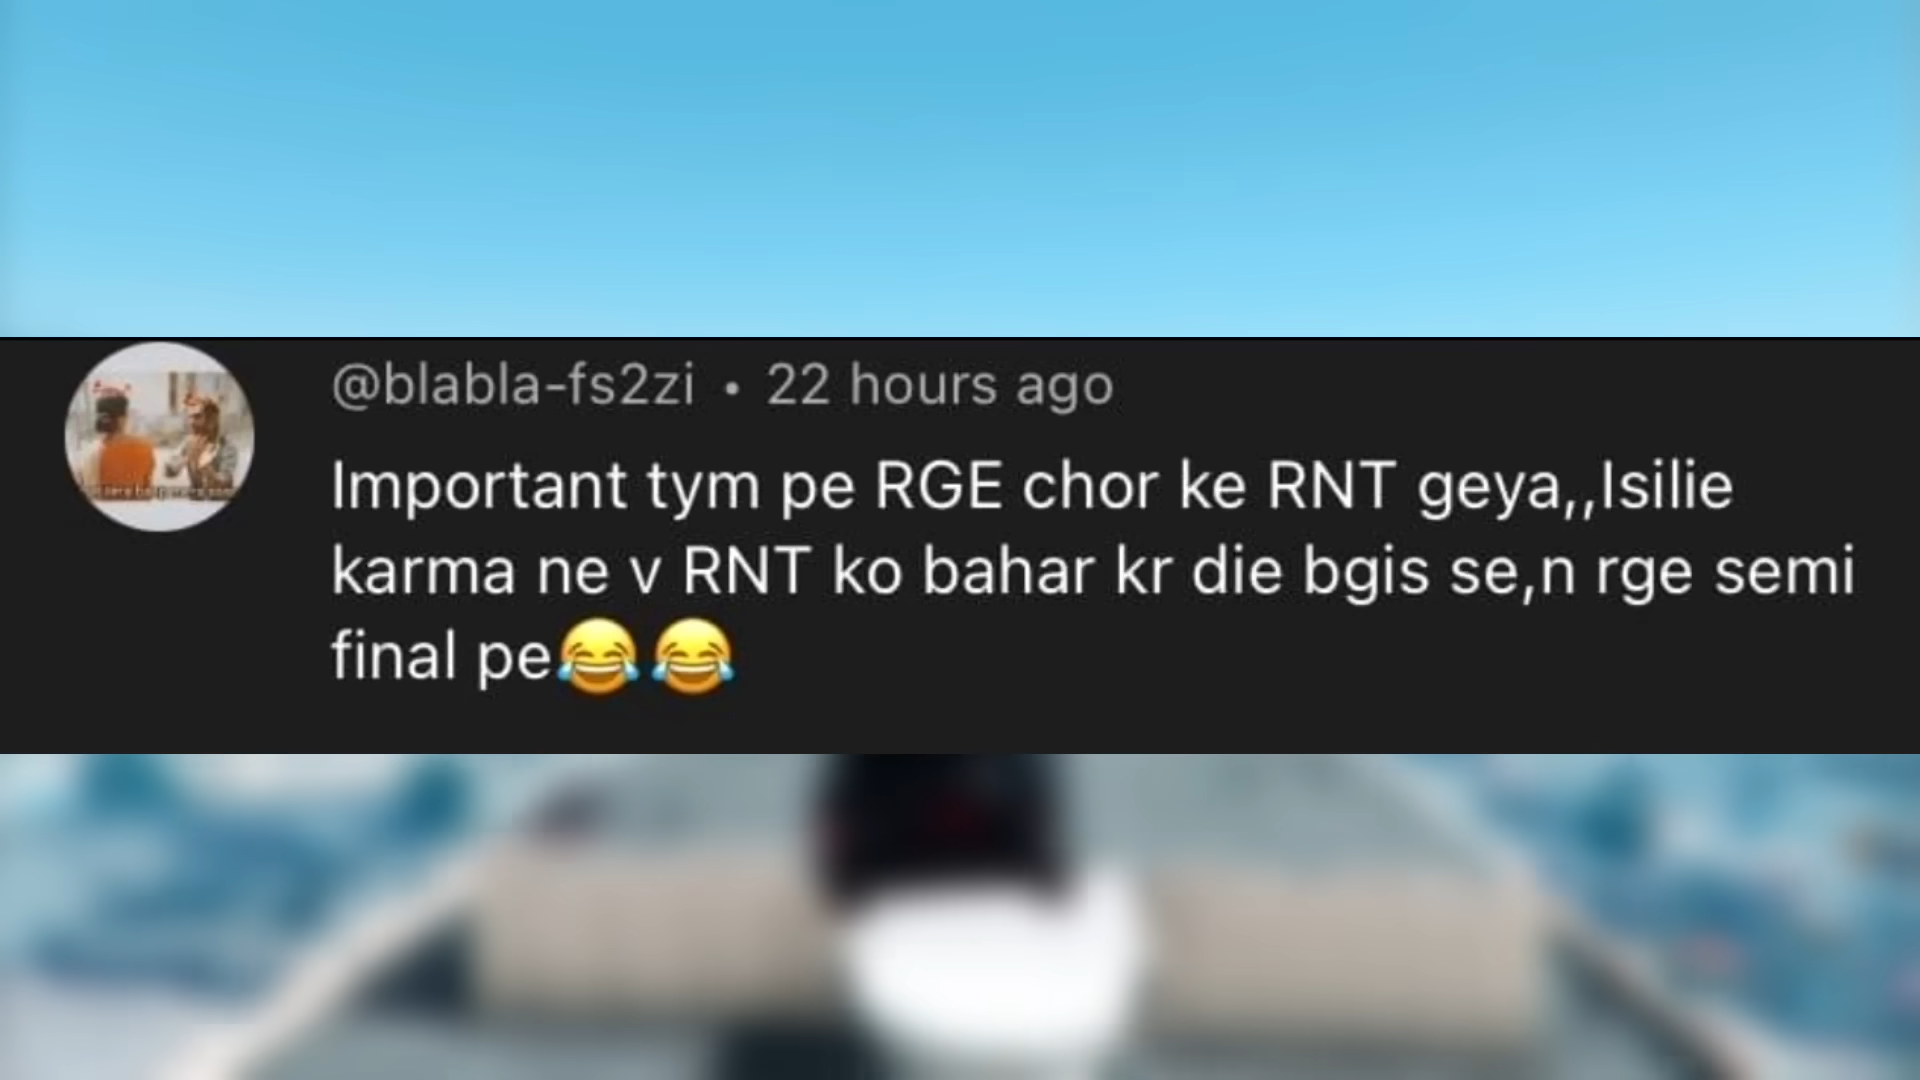 @blabla-fs2zi • 22 hours ago
Important tym pe RGE chor ke RNT geya,,Isilie
karma ne v RNT ko bahar kr die bgis se,n rge semi
final pe😂😂